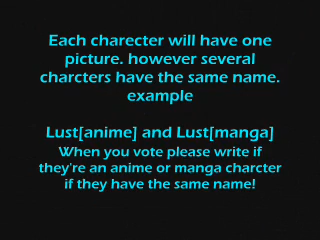 Each charecter will have one
picture. however several
charcters have the same name.
example
Lust[anime] and Lust[manga]
When you vote please write if
they're an anime or manga charcter
if they have the same name!